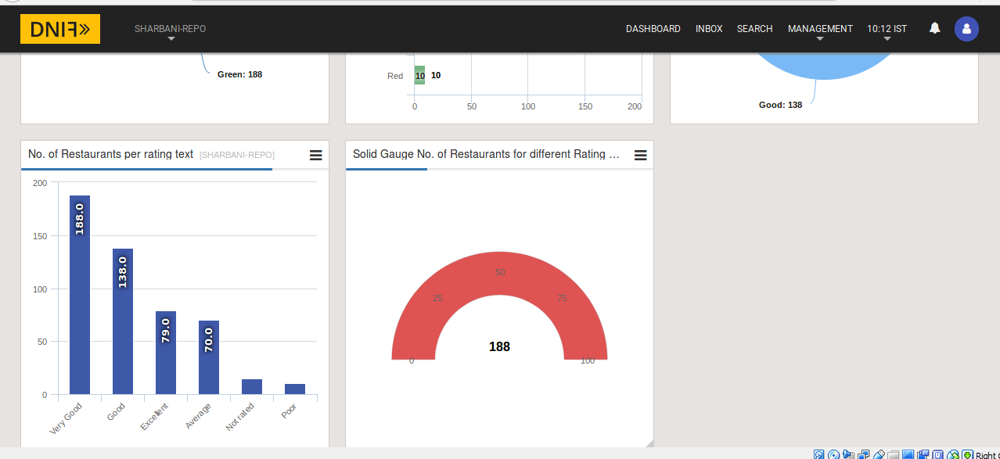 DNIF»
SHARBANI-REPO
DASHBOARD INBOX SEARCH MANAGEMENT 10:12 IST
Green: 188
Red 10 10
0 50 100 150 200
Good: 138
No. of Restaurants per rating text [SHARBANI-REPO]
200
150
100
50
0
188.0
138.0
79.0
70.0
Very Good
Good
Excellent
Average
Not rated
Poor
Solid Gauge No. of Restaurants for different Rating ...
50
25 75
188
0 100
Right